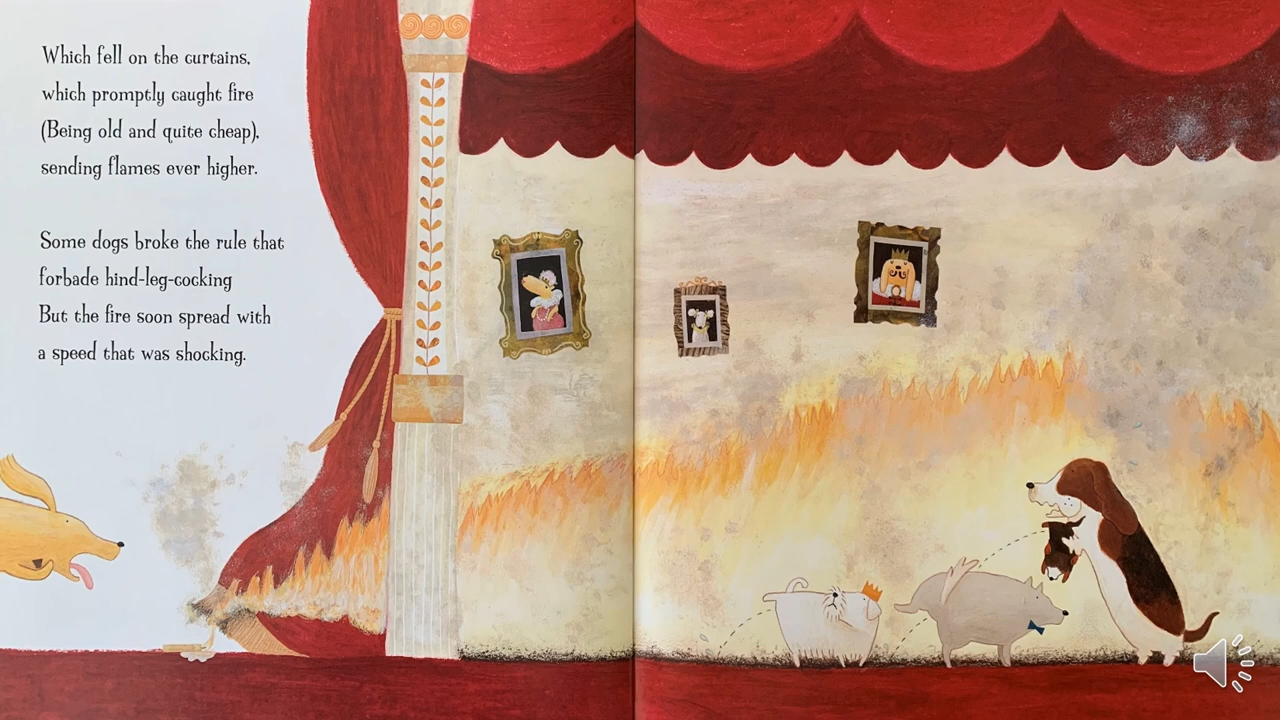 Which fell on the curtains,
which promptly caught fire
(Being old and quite cheap),
sending flames ever higher.
Some dogs broke the rule that
forbade hind-leg-cocking
But the fire soon spread with
a speed that was shocking.